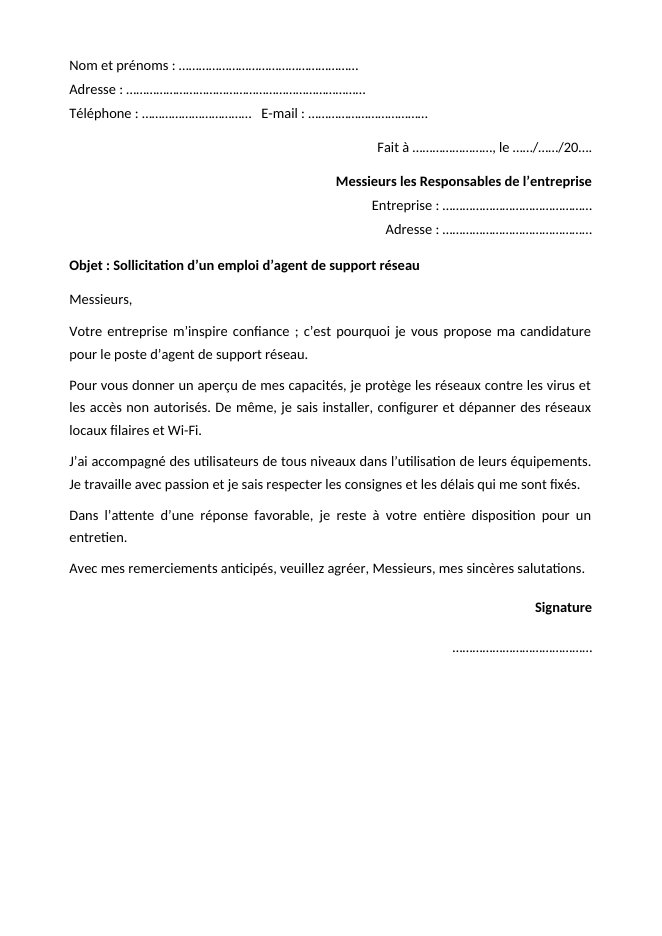 Nom et prénoms : ………………………………………………
Adresse : ………………………………………………………………
Téléphone : …………………………… E-mail : ………………………………
Fait à ……………………, le ……/……/20….
Messieurs les Responsables de l’entreprise
Entreprise : ………………………………………
Adresse : ………………………………………
Objet : Sollicitation d’un emploi d’agent de support réseau
Messieurs,
Votre entreprise m’inspire confiance ; c’est pourquoi je vous propose ma candidature
pour le poste d’agent de support réseau.
Pour vous donner un aperçu de mes capacités, je protège les réseaux contre les virus et
les accès non autorisés. De même, je sais installer, configurer et dépanner des réseaux
locaux filaires et Wi-Fi.
J’ai accompagné des utilisateurs de tous niveaux dans l’utilisation de leurs équipements.
Je travaille avec passion et je sais respecter les consignes et les délais qui me sont fixés.
Dans l’attente d’une réponse favorable, je reste à votre entière disposition pour un
entretien.
Avec mes remerciements anticipés, veuillez agréer, Messieurs, mes sincères salutations.
Signature
……………………………………